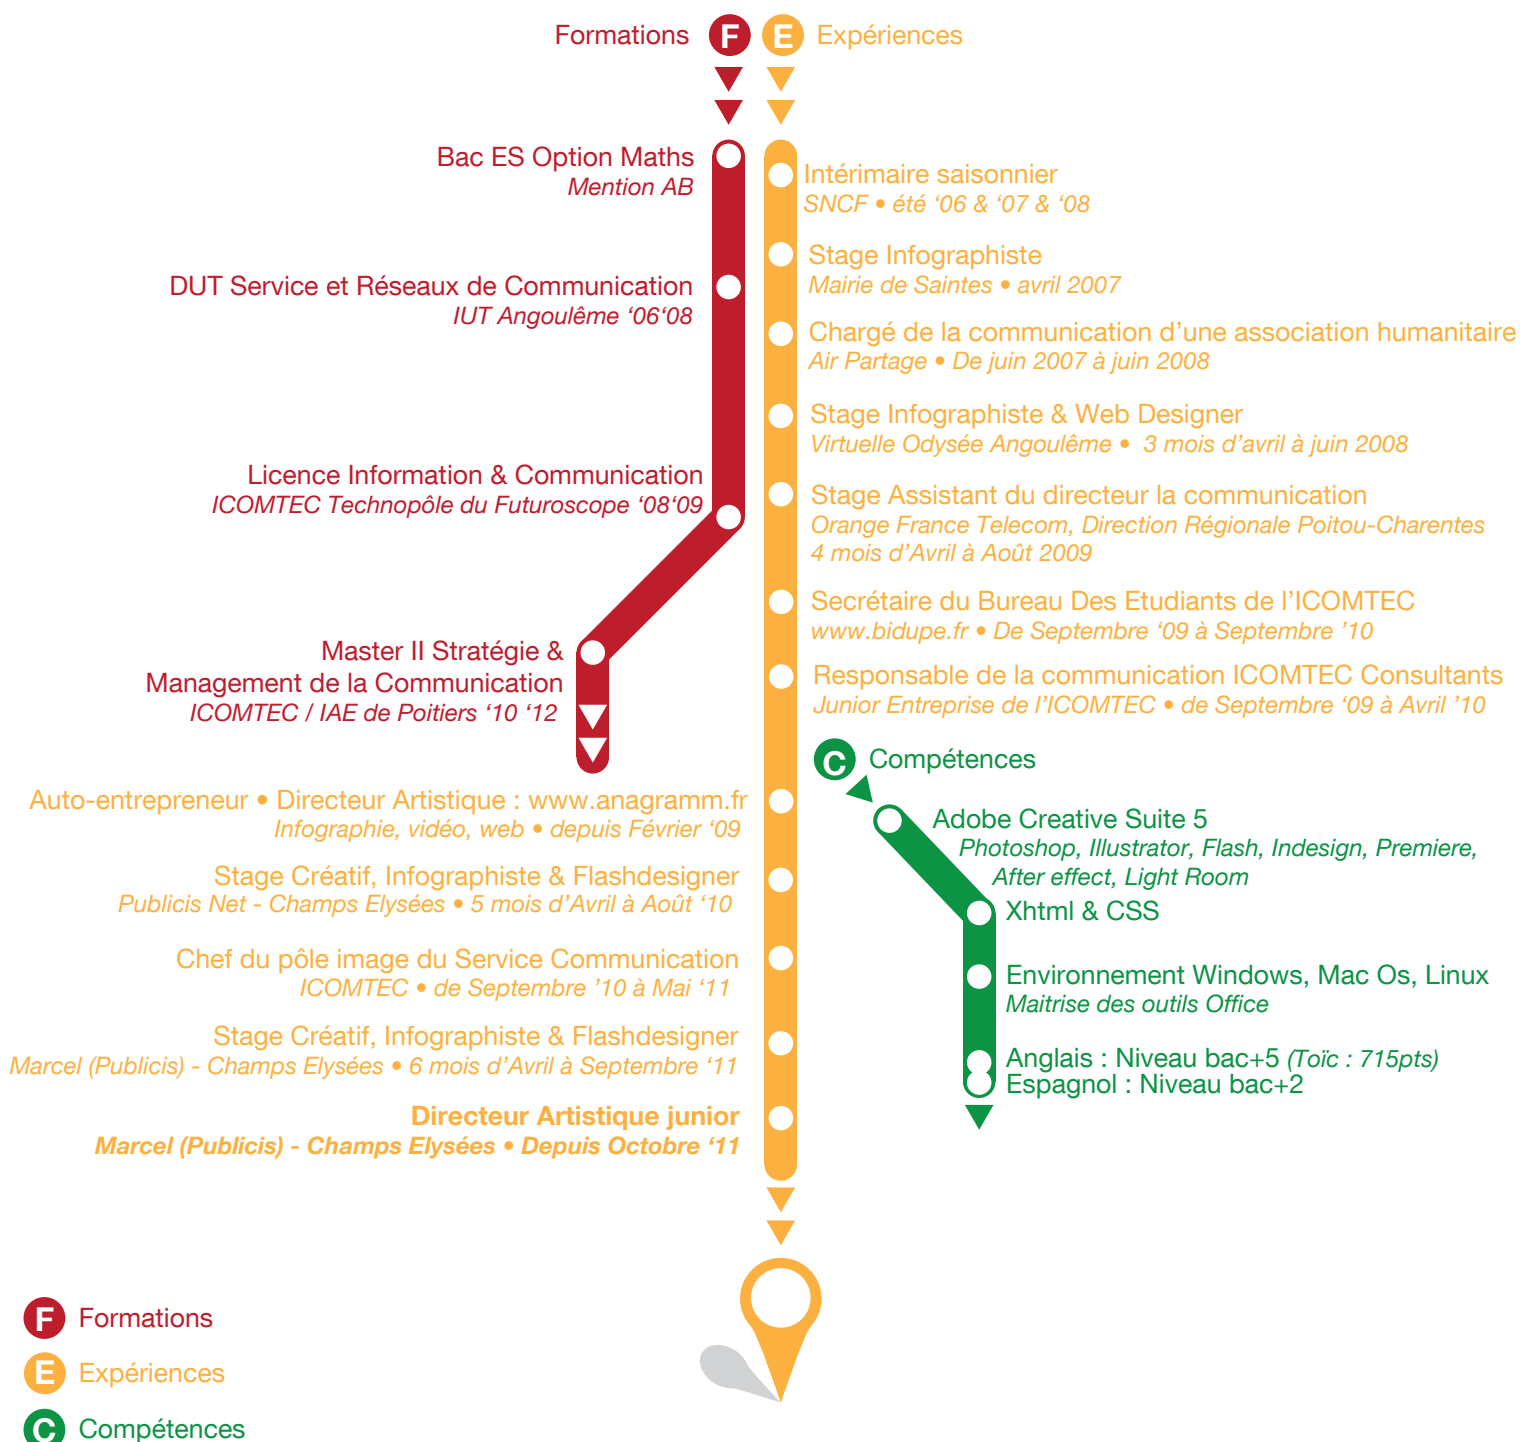 Formations F E Expériences
Bac ES Option Maths
Mention AB
DUT Service et Réseaux de Communication
IUT Angoulême ‘06‘08
Licence Information & Communication
ICOMTEC Technopôle du Futuroscope ‘08‘09
Master II Stratégie &
Management de la Communication
ICOMTEC / IAE de Poitiers ‘10 ‘12
Intérimaire saisonnier
SNCF • été ‘06 & ‘07 & ‘08
Stage Infographiste
Mairie de Saintes • avril 2007
Chargé de la communication d’une association humanitaire
Air Partage • De juin 2007 à juin 2008
Stage Infographiste & Web Designer
Virtuelle Odysée Angoulême • 3 mois d’avril à juin 2008
Stage Assistant du directeur la communication
Orange France Telecom, Direction Régionale Poitou-Charentes
4 mois d’Avril à Août 2009
Secrétaire du Bureau Des Etudiants de l’ICOMTEC
www.bidupe.fr • De Septembre ‘09 à Septembre ’10
Responsable de la communication ICOMTEC Consultants
Junior Entreprise de l’ICOMTEC • de Septembre ‘09 à Avril ’10
Auto-entrepreneur • Directeur Artistique : www.anagramm.fr
Infographie, vidéo, web • depuis Février ‘09
Stage Créatif, Infographiste & Flashdesigner
Publicis Net - Champs Elysées • 5 mois d’Avril à Août ‘10
Chef du pôle image du Service Communication
ICOMTEC • de Septembre ’10 à Mai ‘11
Stage Créatif, Infographiste & Flashdesigner
Marcel (Publicis) - Champs Elysées • 6 mois d’Avril à Septembre ‘11
Directeur Artistique junior
Marcel (Publicis) - Champs Elysées • Depuis Octobre ‘11
C Compétences
Adobe Creative Suite 5
Photoshop, Illustrator, Flash, Indesign, Premiere,
After effect, Light Room
Xhtml & CSS
Environnement Windows, Mac Os, Linux
Maitrise des outils Office
Anglais : Niveau bac+5 (Toïc : 715pts)
Espagnol : Niveau bac+2
F Formations
E Expériences
C Compétences